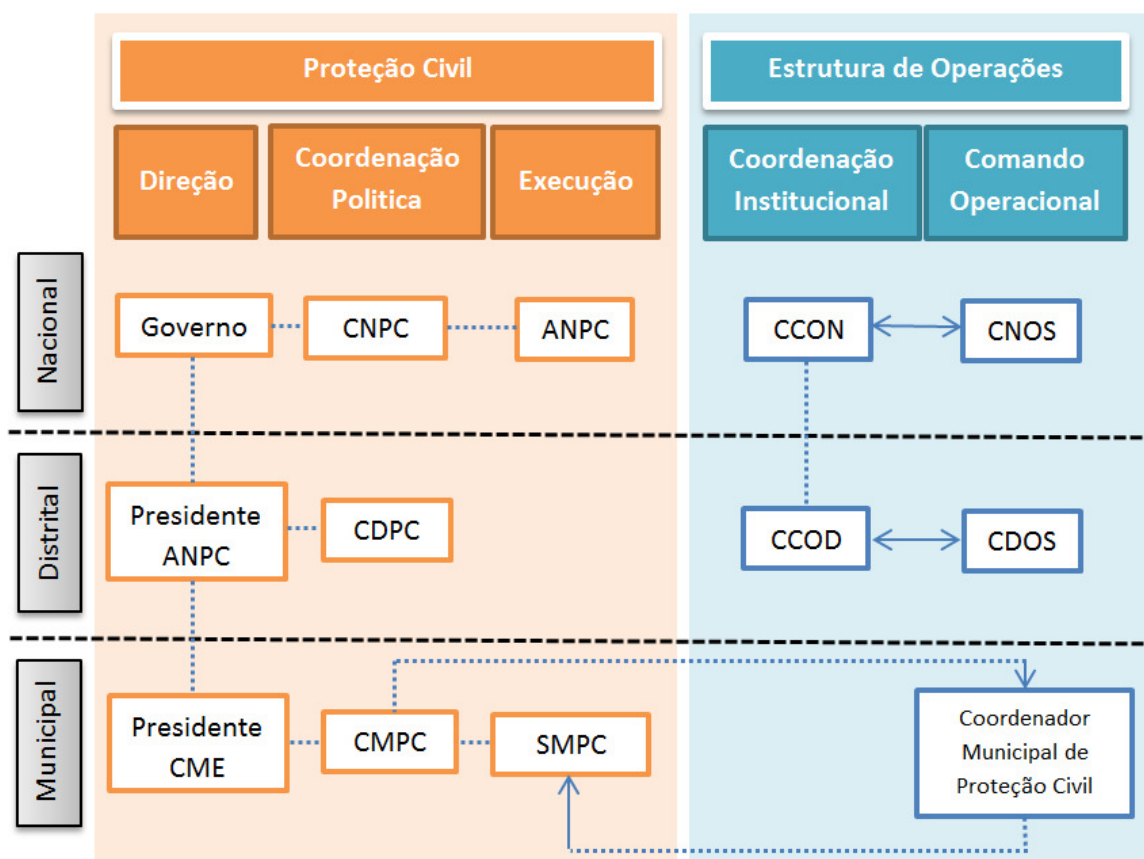 Proteção Civil
Estrutura de Operações
Direção
Coordenação
Politica
Execução
Coordenação
Institucional
Comando
Operacional
Nacional
Governo
CNPC
ANPC
CCON
CNOS
Distrital
Presidente
ANPC
CDPC
CCOD
CDOS
Municipal
Presidente
CME
CMPC
SMPC
Coordenador
Municipal de
Proteção Civil